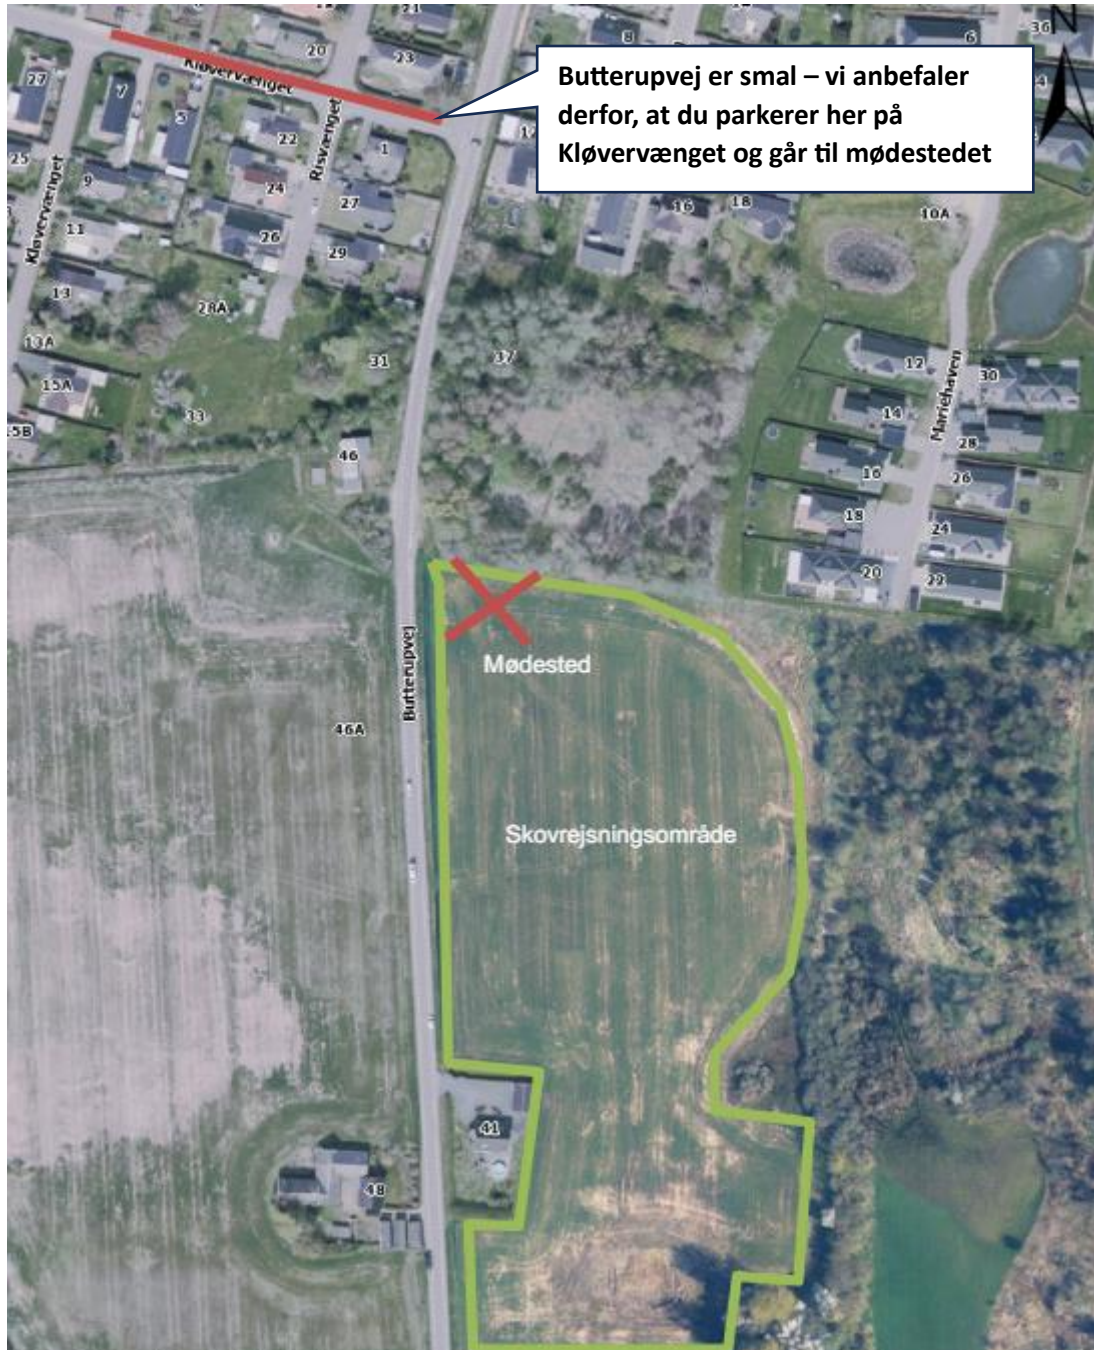 21
36
N
20
8
6
23
Butterupvej er smal – vi anbefaler
derfor, at du parkerer her på
Kløvervænget og går til mødestedet
Kløvervænget
27
7
5
22
Risvænget
1
25
Kløvervænget
9
24
27
16
18
10A
11
26
29
13
28A
13A
31
37
12
30
15A
Mariehaven
14
33
15B
46
28
16
26
18
24
20
22
Mødested
Butterupvej
46A
Skovrejsningsområde
41
48